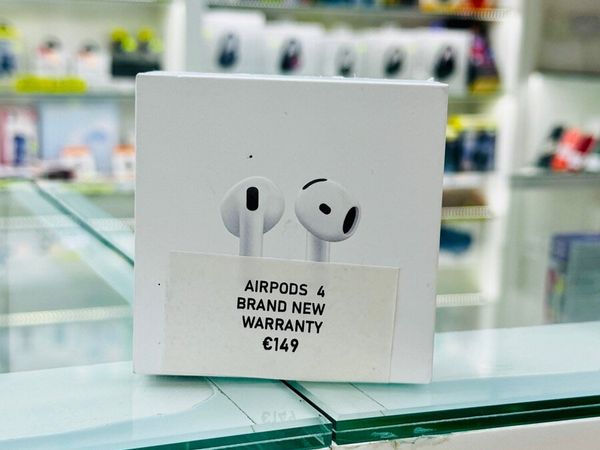 AIRPODS 4
BRAND NEW
WARRANTY
€149